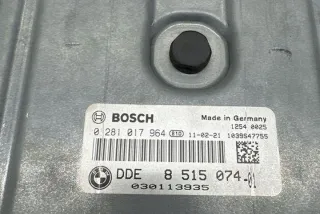 BOSCH
Made in Germany
1254 0025
0 281 017 964 E10 11-02-21 1039S47755
DDE 8 515 074-01
030113935